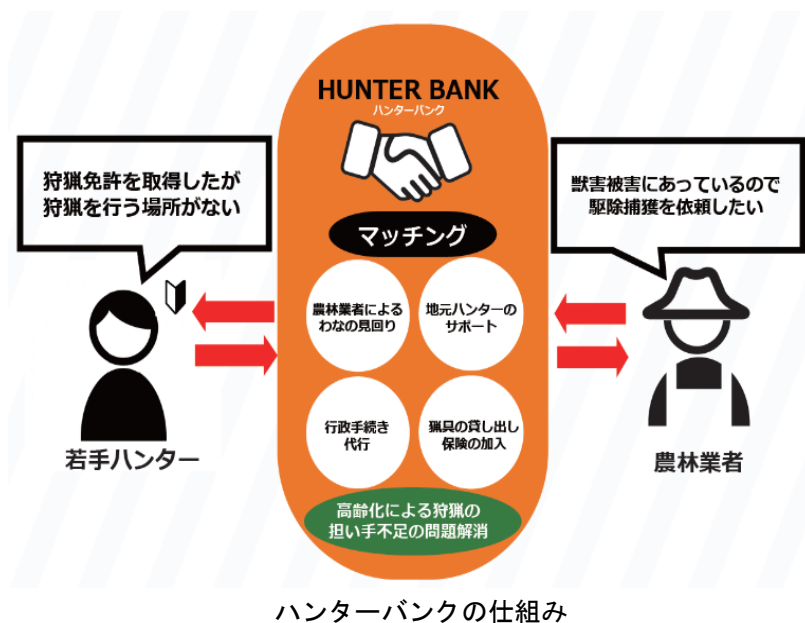 HUNTER BANK
ハンターバンク
狩猟免許を取得したが
狩猟を行う場所がない
獣害被害にあっているので
駆除捕獲を依頼したい
マッチング
農林業者による
わなの見回り
地元ハンターの
サポート
行政手続き
代行
猟具の貸し出し
保険の加入
若手ハンター
農林業者
高齢化による狩猟の
担い手不足の問題解消
ハンターバンクの仕組み